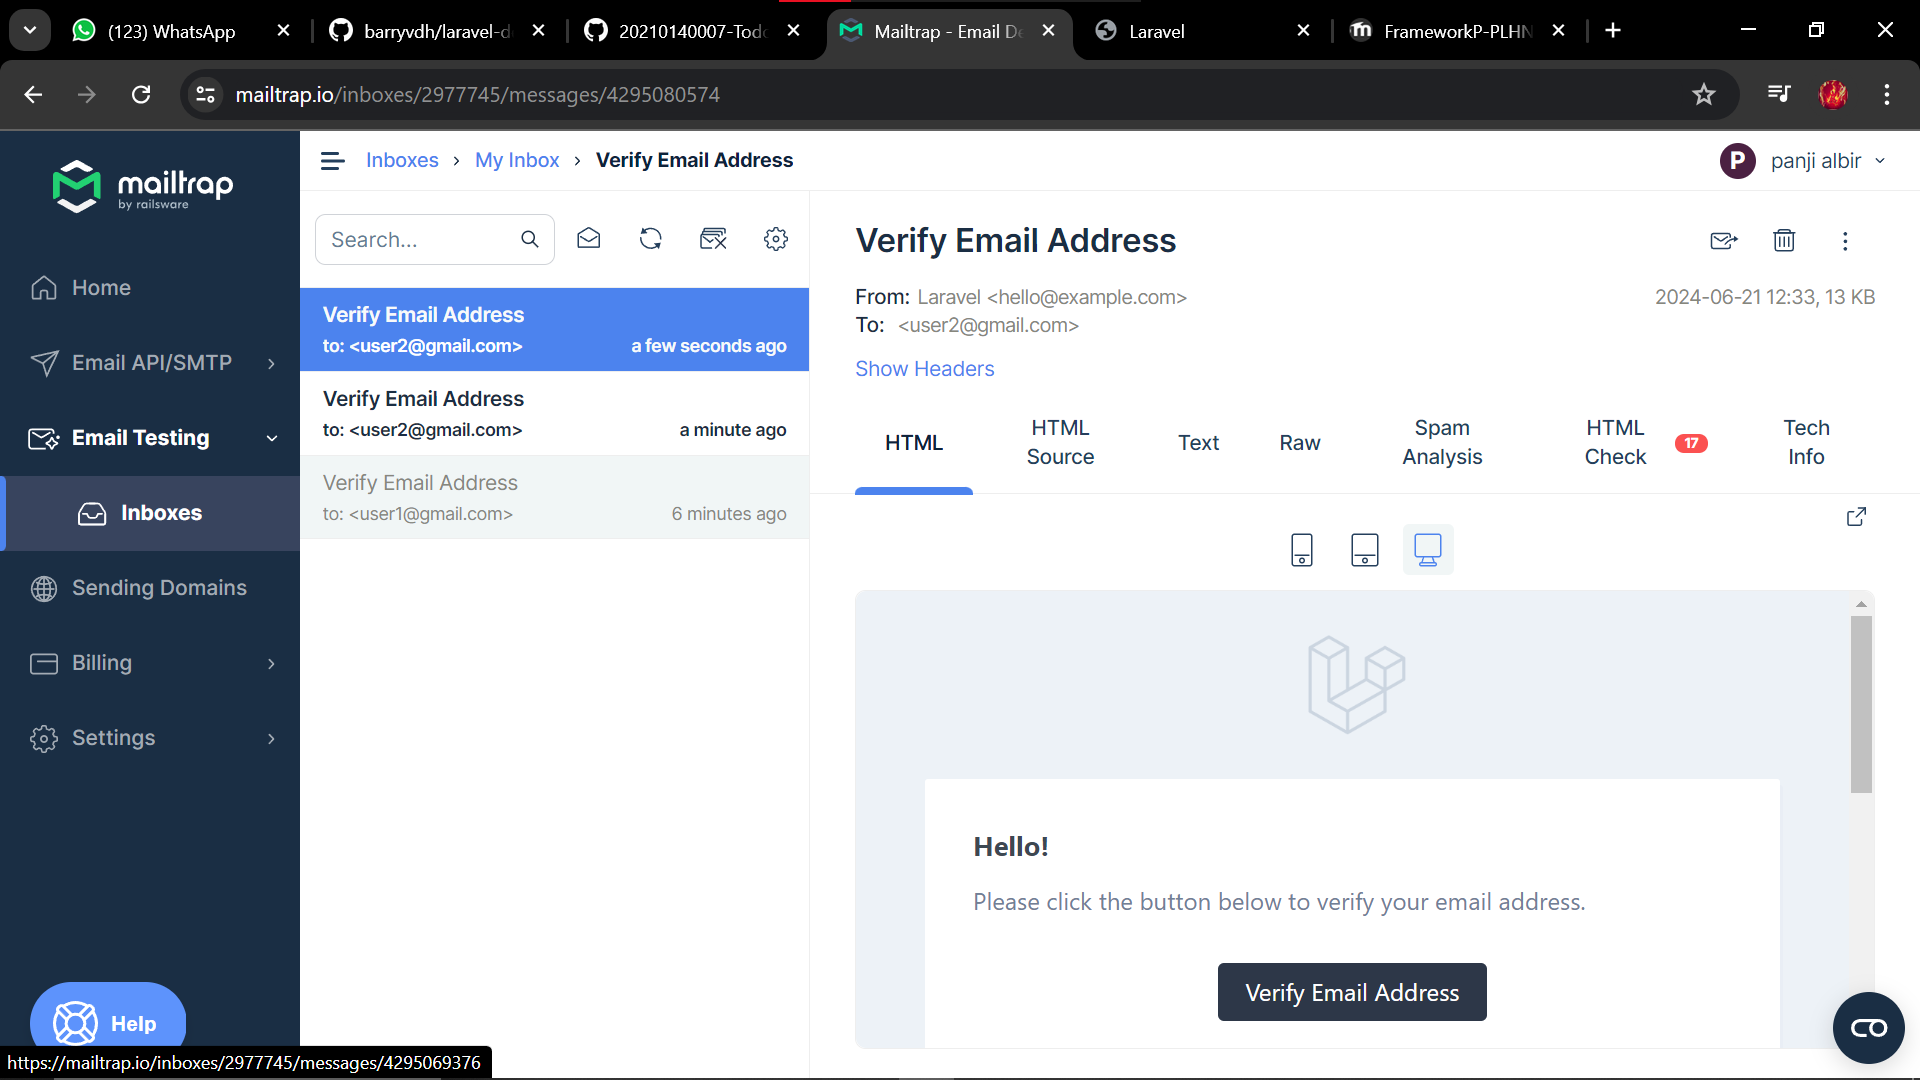 (123) WhatsApp
barryvdh/laravel-d
20210140007-Todo
Mailtrap - Email De
Laravel
FrameworkP-PLHN
mailtrap.io/inboxes/2977745/messages/4295080574
mailtrap
by railsware
Home
Email API/SMTP
Email Testing
Inboxes
Sending Domains
Billing
Settings
Help
Inboxes > My Inbox > Verify Email Address
P panji albir
Search...
Verify Email Address
to: <user2@gmail.com> a few seconds ago
Verify Email Address
to: <user2@gmail.com> a minute ago
Verify Email Address
to: <user1@gmail.com> 6 minutes ago
Verify Email Address
From: Laravel <hello@example.com>
2024-06-21 12:33, 13 KB
To: <user2@gmail.com>
Show Headers
HTML
HTML Source
Text
Raw
Spam Analysis
HTML Check 17
Tech Info
Hello!
Please click the button below to verify your email address.
Verify Email Address
https://mailtrap.io/inboxes/2977745/messages/4295069376